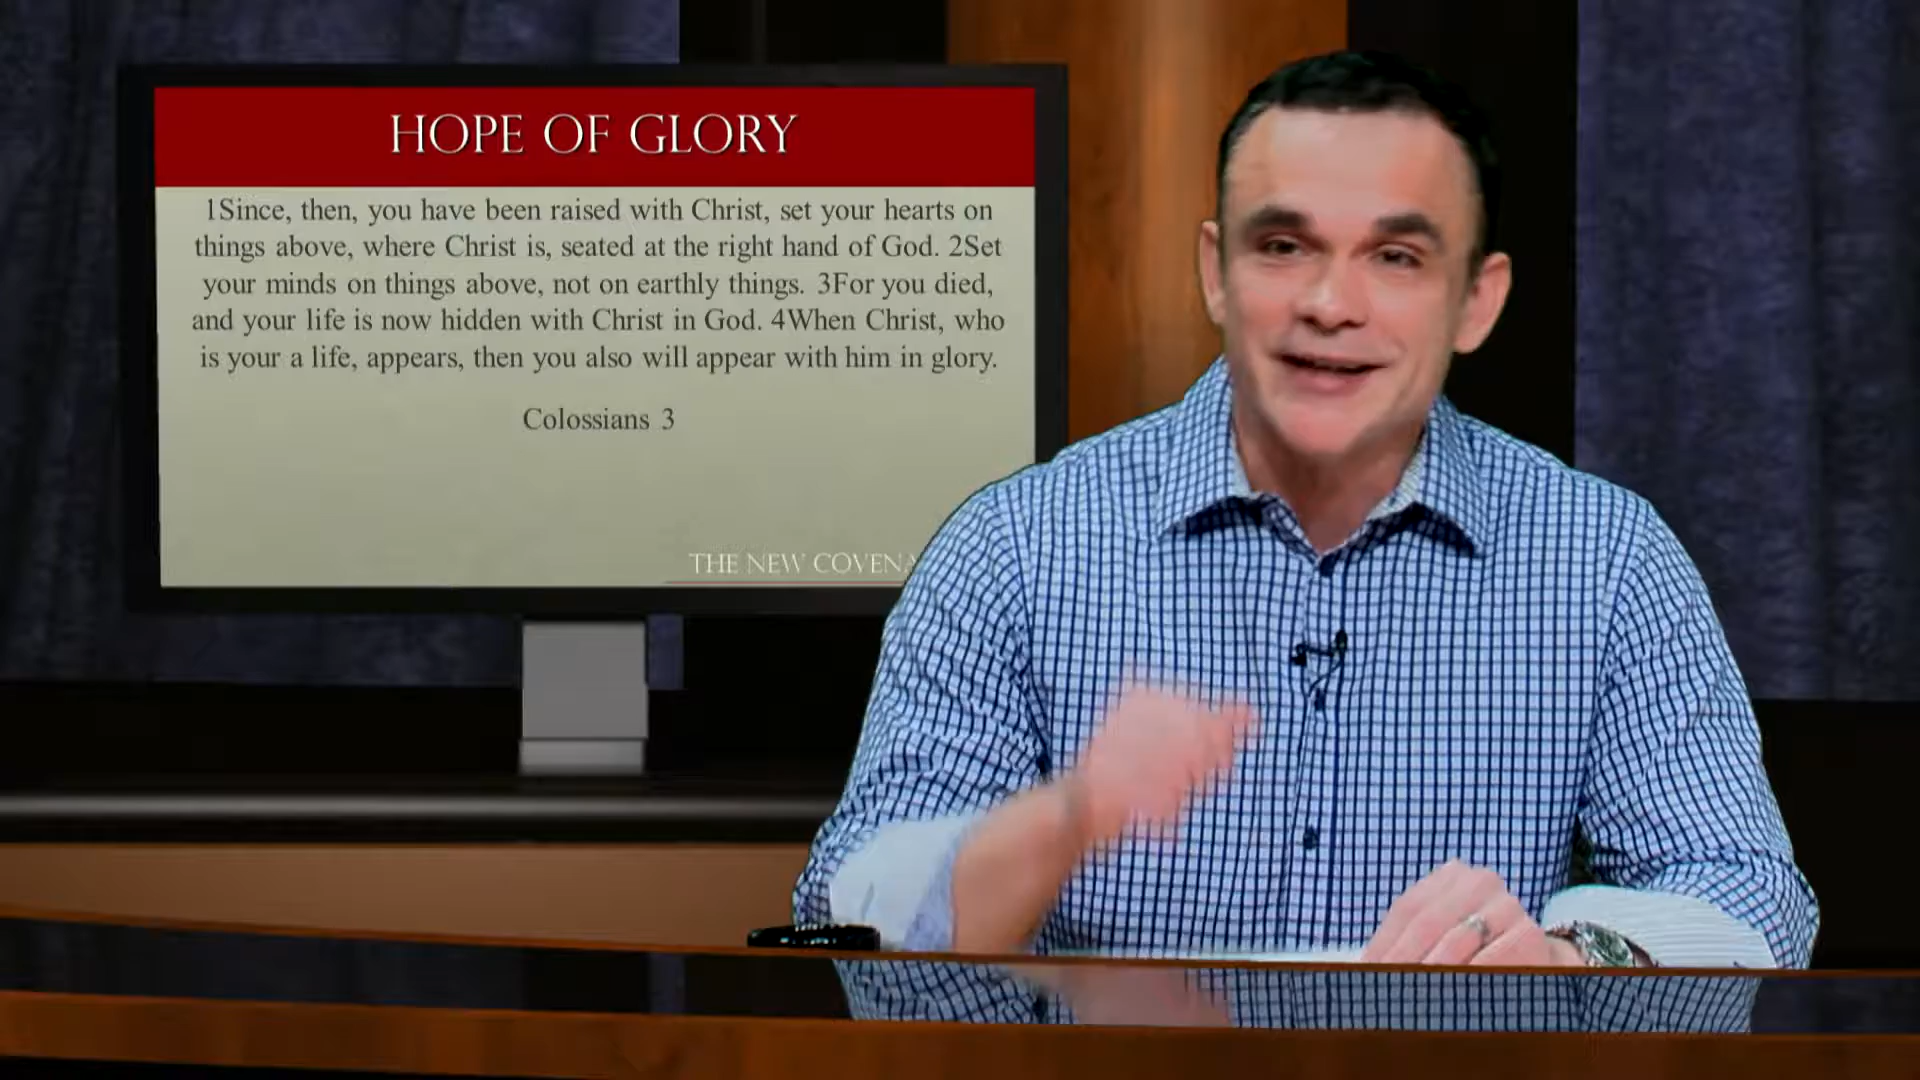 HOPE OF GLORY
1Since, then, you have been raised with Christ, set your hearts on
things above, where Christ is, seated at the right hand of God. 2Set
your minds on things above, not on earthly things. 3For you died,
and your life is now hidden with Christ in God. 4When Christ, who
is your a life, appears, then you also will appear with him in glory.
Colossians 3
THE NEW